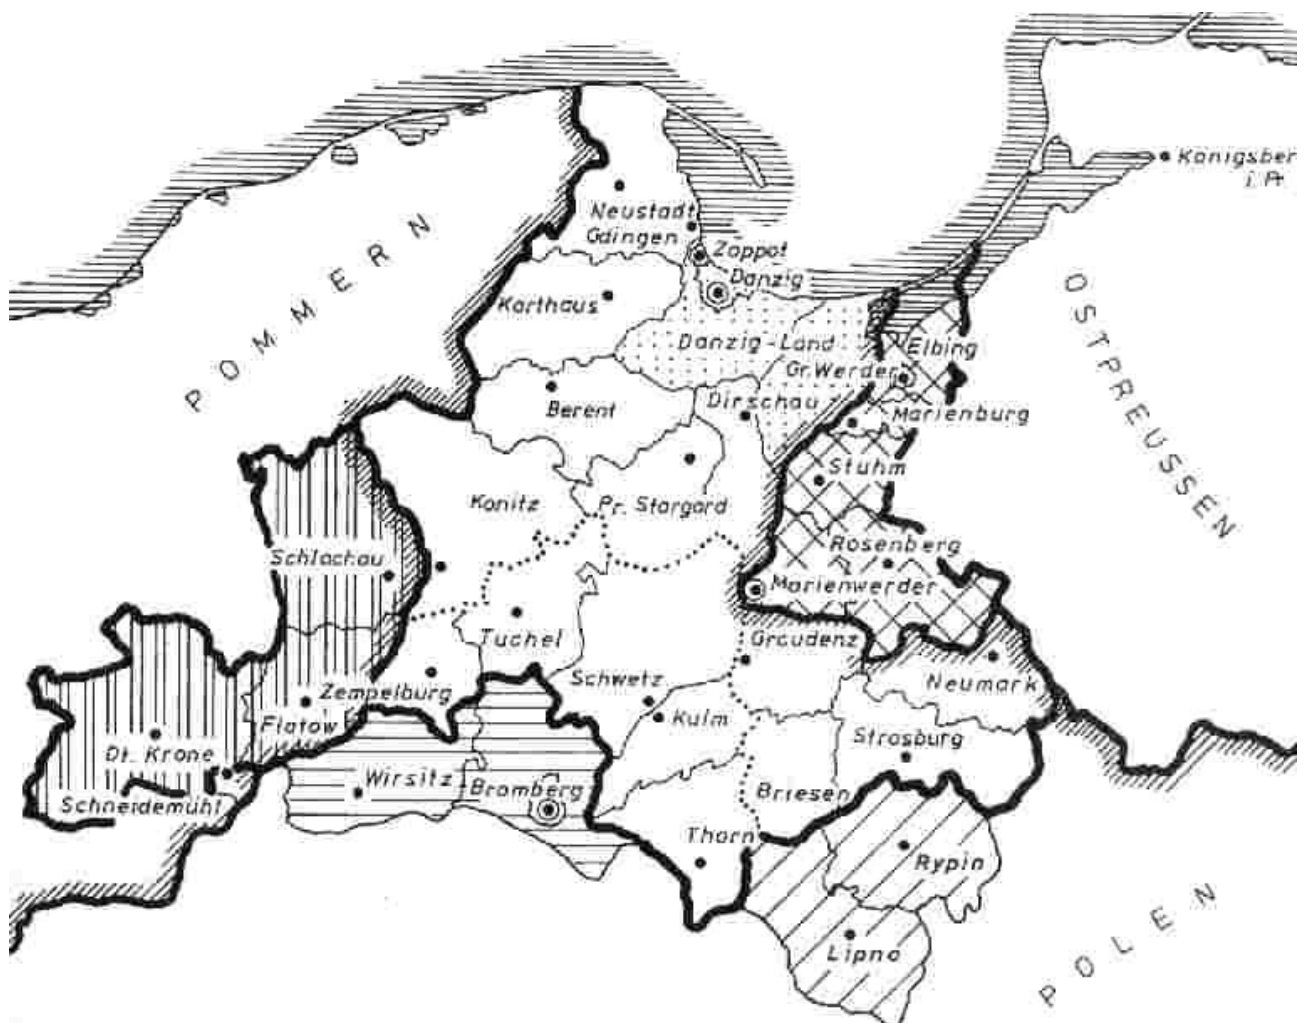 Königsber
i. Pr
Neustadt
Gdingen
Zoppot
Danzig
POMMERN
OSTPREUSSEN
Karthaus
Danzig-Land
Elbing
Gr. Werder
Berent
Dirschau
Marienburg
Stuhm
Konitz
Pr. Stargard
Rosenberg
Schlochau
Marienwerder
Tuchel
Graudenz
Zempelburg
Schwetz
Neumark
Flatow
Kulm
Strasburg
Dt. Krone
Wirsitz
Bromberg
Briesen
Schneidemühl
Thorn
Rypin
POLEN
Lipno